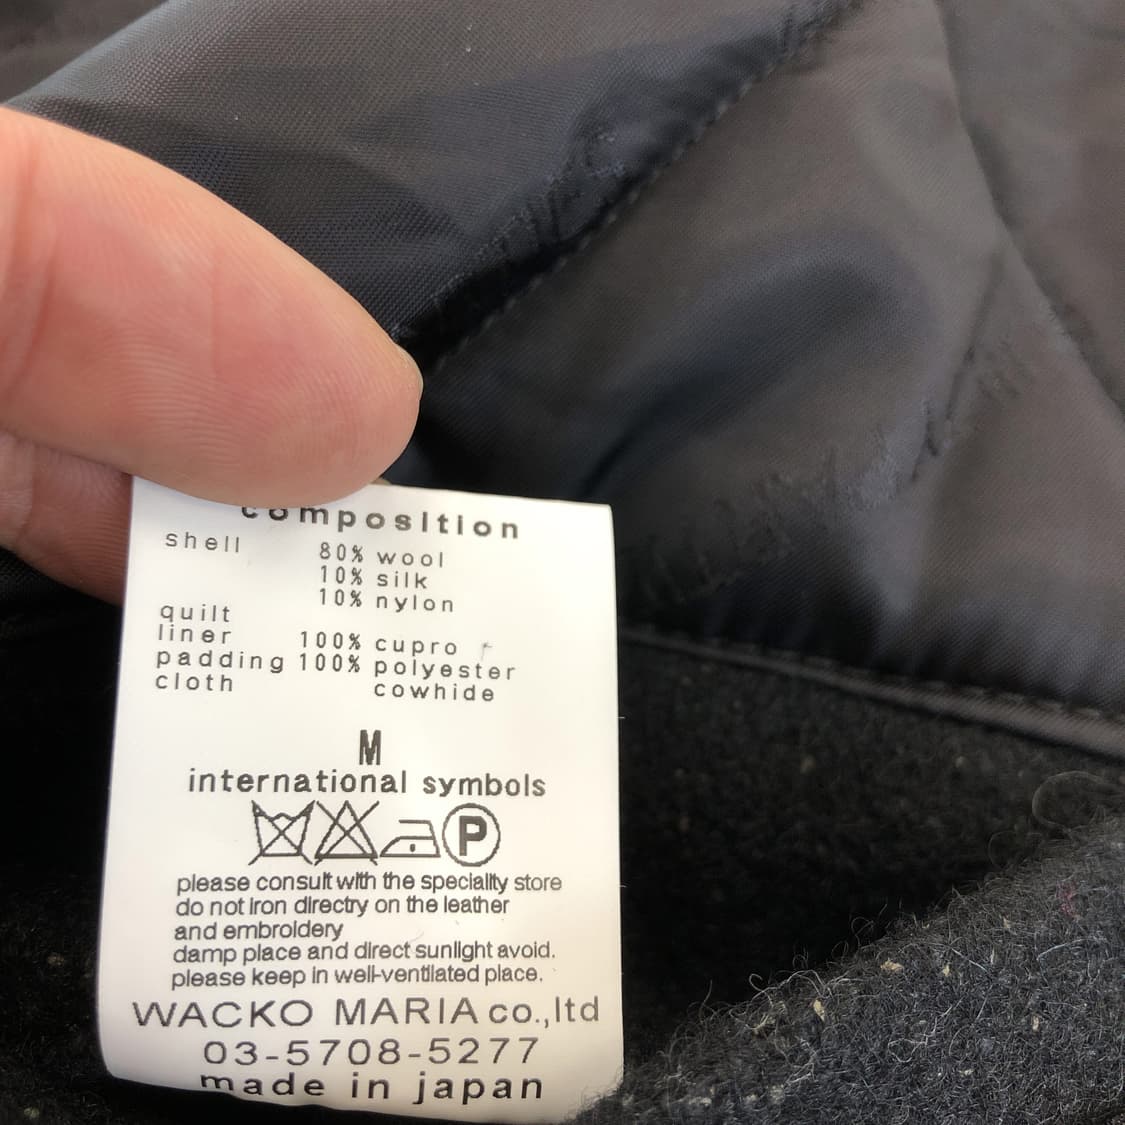 composition
shell 80% wool
10% silk
10% nylon
quilt
liner 100% cupro
padding 100% polyester
cloth cowhide
M
international symbols
P
please consult with the speciality store
do not iron directry on the leather
and embroidery
damp place and direct sunlight avoid.
please keep in well-ventilated place.
WACKO MARIA co.,ltd
03-5708-5277
made in japan